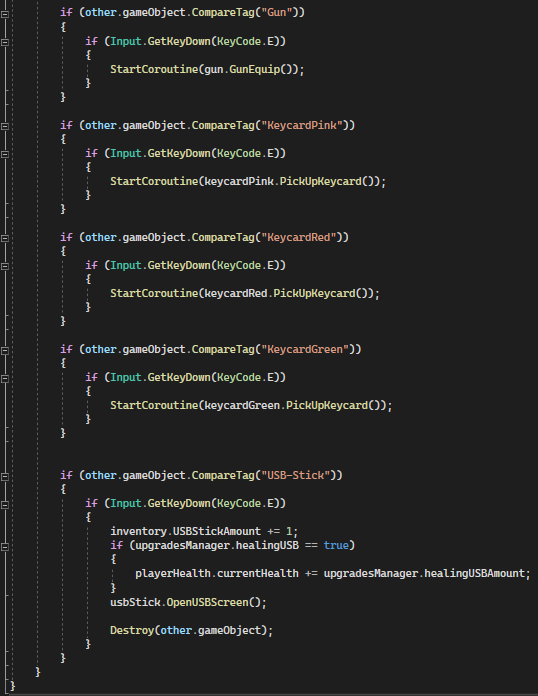 if (other.gameObject.CompareTag("Gun"))
{
if (Input.GetKeyDown(KeyCode.E))
{
StartCoroutine(gun.GunEquip());
}
}
if (other.gameObject.CompareTag("KeycardPink"))
{
if (Input.GetKeyDown(KeyCode.E))
{
StartCoroutine(keycardPink.PickUpKeycard());
}
}
if (other.gameObject.CompareTag("KeycardRed"))
{
if (Input.GetKeyDown(KeyCode.E))
{
StartCoroutine(keycardRed.PickUpKeycard());
}
}
if (other.gameObject.CompareTag("KeycardGreen"))
{
if (Input.GetKeyDown(KeyCode.E))
{
StartCoroutine(keycardGreen.PickUpKeycard());
}
}
if (other.gameObject.CompareTag("USB-Stick"))
{
if (Input.GetKeyDown(KeyCode.E))
{
inventory.USBStickAmount += 1;
if (upgradesManager.healingUSB == true)
{
playerHealth.currentHealth += upgradesManager.healingUSBAmount;
}
usbStick.OpenUSBScreen();
Destroy(other.gameObject);
}
}
}
}